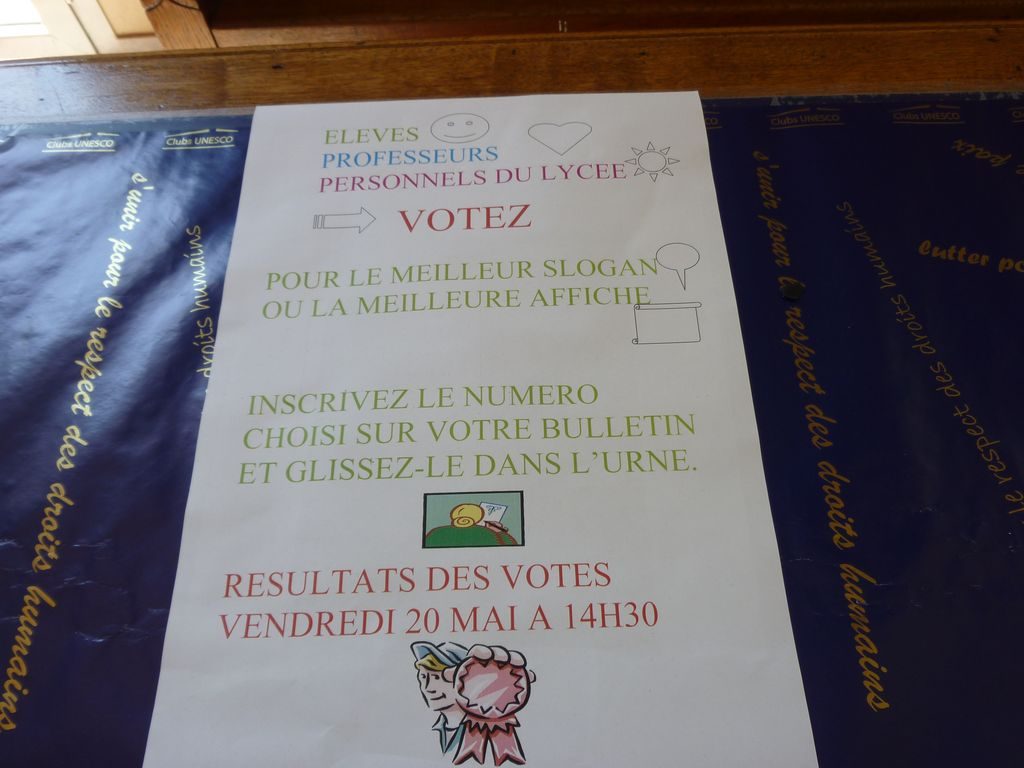 ELEVES
PROFESSEURS
PERSONNELS DU LYCEE
VOTEZ
POUR LE MEILLEUR SLOGAN
OU LA MEILLEURE AFFICHE
INSCRIVEZ LE NUMERO
CHOISI SUR VOTRE BULLETIN
ET GLISSEZ-LE DANS L'URNE.
RESULTATS DES VOTES
VENDREDI 20 MAI A 14H30
Clubs UNESCO
Clubs UNESCO
s'unir pour le respect des droits humains
droits humains
Clubs UNESCO
Clubs UNESCO
s'unir pour le respect des droits humains
le respect des droits humains
lutter po
paix